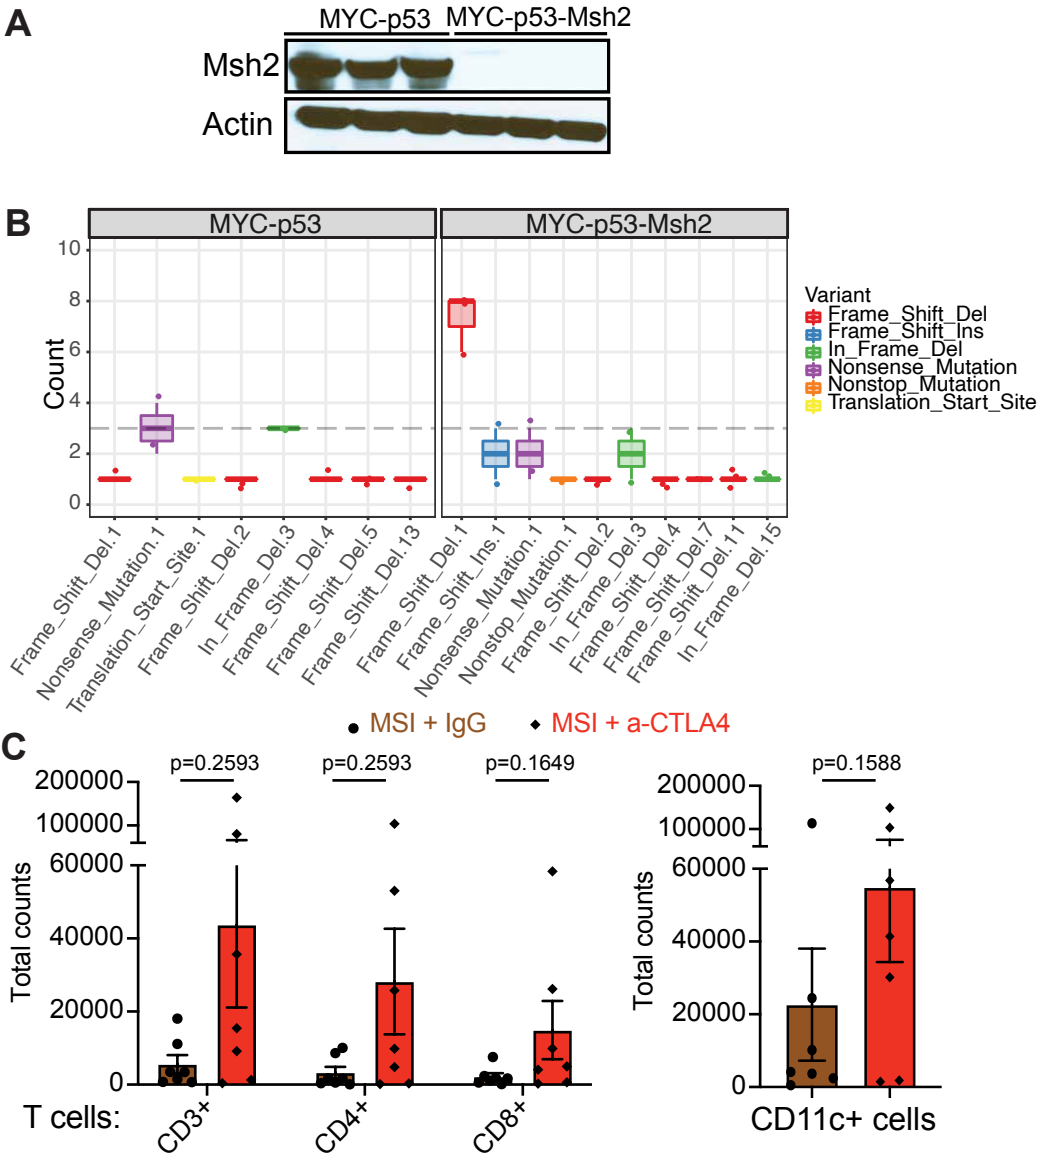 A
MYC-p53 MYC-p53-Msh2
Msh2
Actin
B
MYC-p53 MYC-p53-Msh2
Count
10
8
6
4
2
0
Frame_Shift_Del.1
Nonsense_Mutation.1
Translation_Start_Site.1
Frame_Shift_Del.2
In_Frame_Del.3
Frame_Shift_Del.4
Frame_Shift_Del.5
Frame_Shift_Del.13
Frame_Shift_Del.1
Frame_Shift_Ins.1
Nonsense_Mutation.1
Nonstop_Mutation.1
Frame_Shift_Del.2
In_Frame_Del.3
Frame_Shift_Del.4
Frame_Shift_Del.7
Frame_Shift_Del.11
In_Frame_Del.15
Variant
Frame_Shift_Del
Frame_Shift_Ins
In_Frame_Del
Nonsense_Mutation
Nonstop_Mutation
Translation_Start_Site
MSI + IgG MSI + a-CTLA4
C
p=0.2593 p=0.2593 p=0.1649
Total counts
200000
100000
60000
40000
20000
0
T cells: CD3+ CD4+ CD8+
p=0.1588
Total counts
200000
100000
60000
40000
20000
0
CD11c+ cells